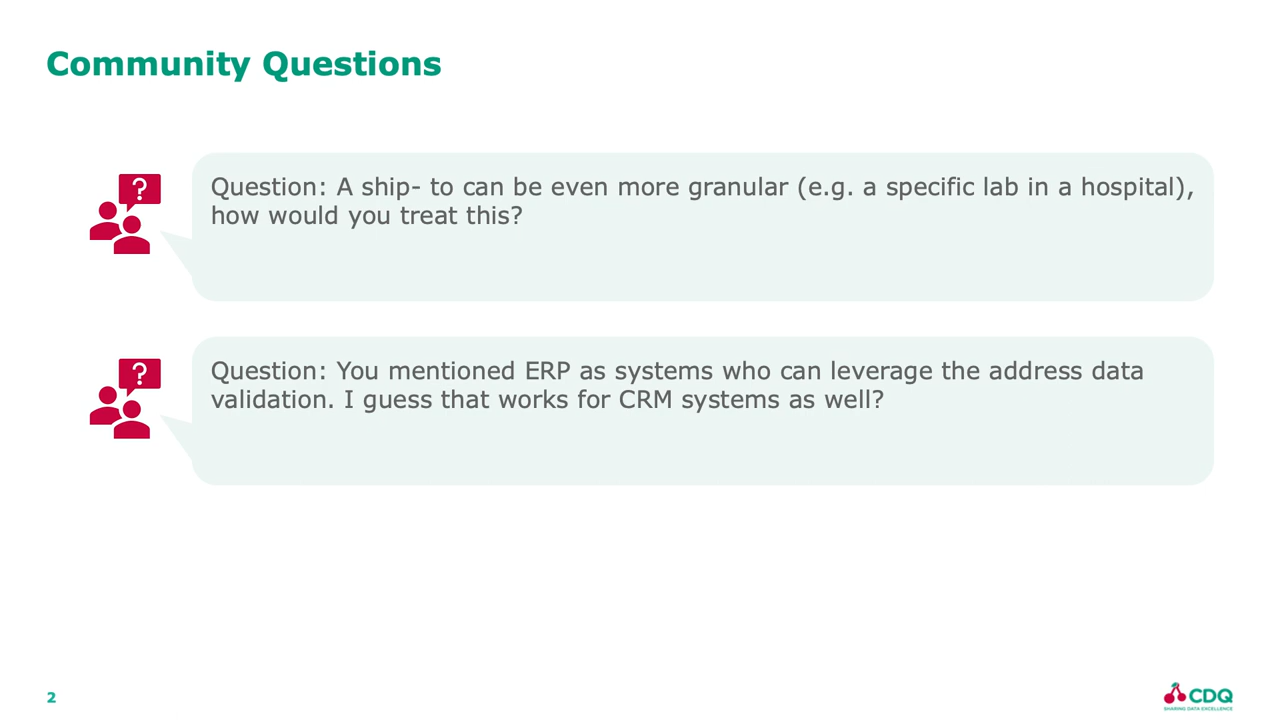 Community Questions
?
Question: A ship- to can be even more granular (e.g. a specific lab in a hospital),
how would you treat this?
?
Question: You mentioned ERP as systems who can leverage the address data
validation. I guess that works for CRM systems as well?
2
CDQ
SHARING DATA EXCELLENCE